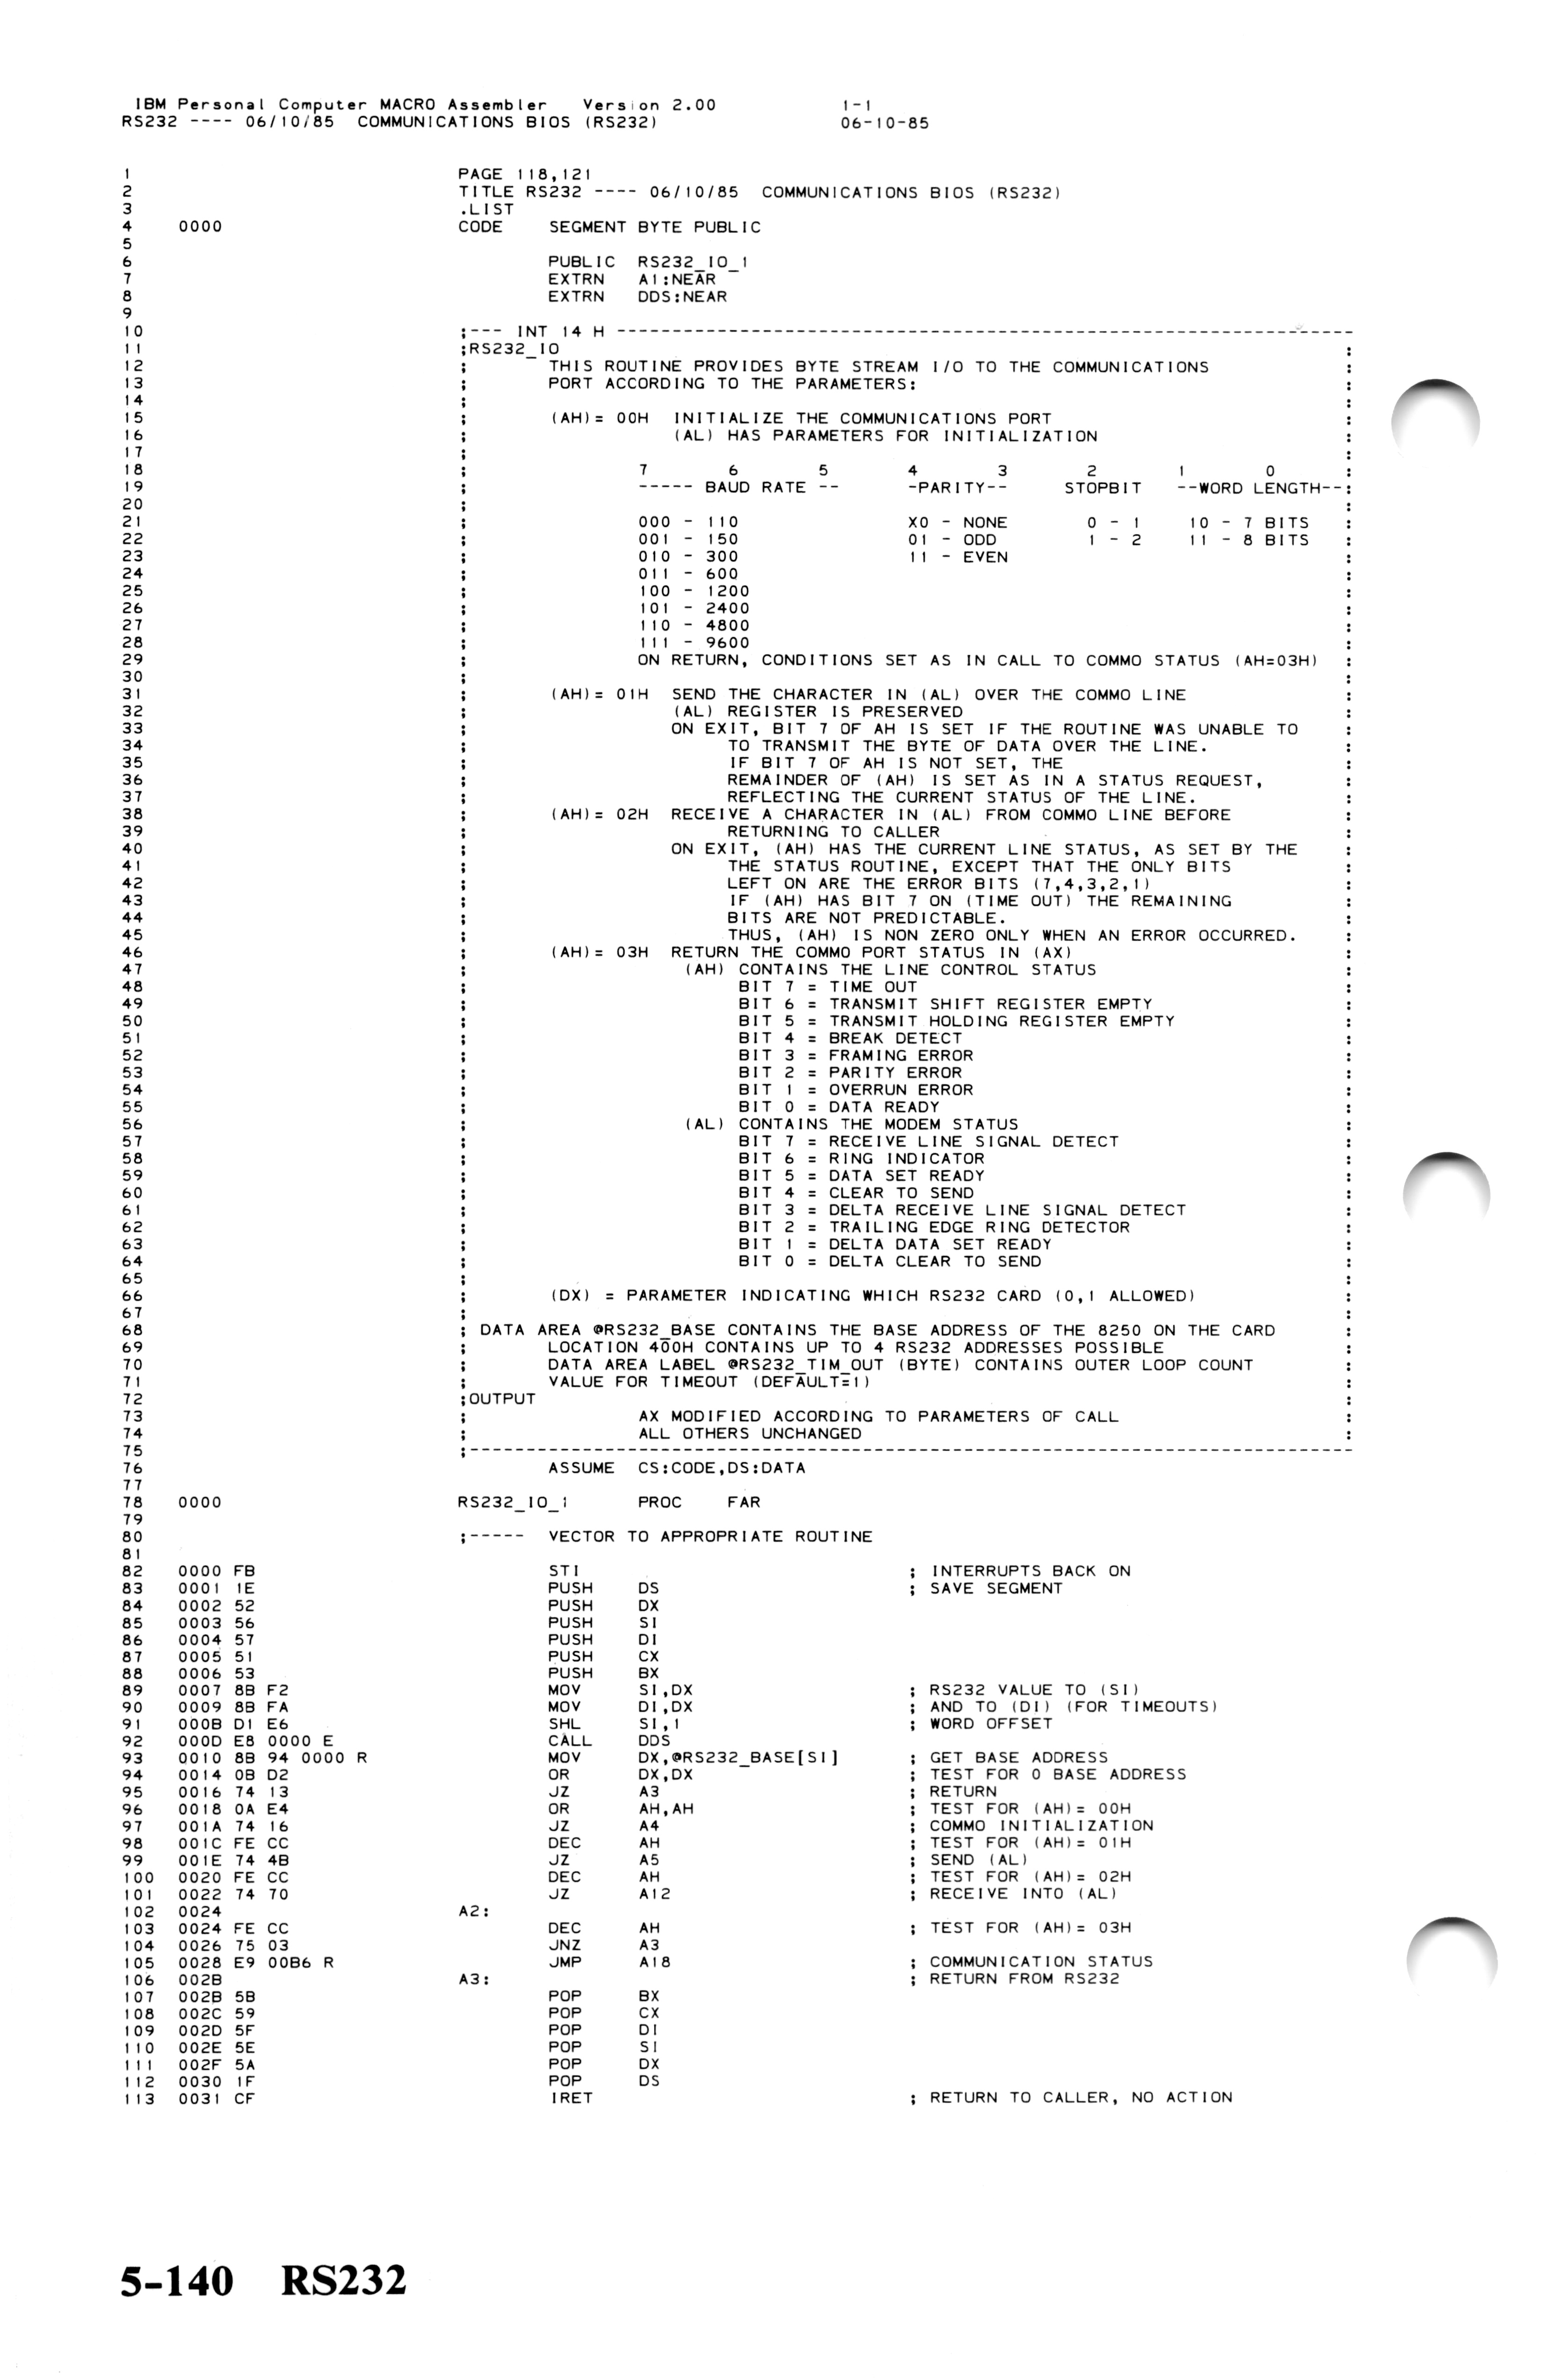 IBM Personal Computer MACRO Assembler   Version 2.00   1-1
RS232 ---- 06/10/85  COMMUNICATIONS BIOS (RS232)   06-10-85
1   PAGE 118,121
2   TITLE RS232 ---- 06/10/85  COMMUNICATIONS BIOS (RS232)
3   .LIST
4   0000   CODE   SEGMENT BYTE PUBLIC
5
6   PUBLIC  RS232_IO_1
7   EXTRN   A1:NEAR
8   EXTRN   DDS:NEAR
9
10   ;--- INT 14 H -------------------------------------------------------------------------------
11   ;RS232_IO   :
12   ;   THIS ROUTINE PROVIDES BYTE STREAM I/O TO THE COMMUNICATIONS   :
13   ;   PORT ACCORDING TO THE PARAMETERS:   :
14   ;   :
15   ;   (AH)= 00H  INITIALIZE THE COMMUNICATIONS PORT   :
16   ;   (AL) HAS PARAMETERS FOR INITIALIZATION   :
17   ;   :
18   ;   7   6   5   4   3   2   1   0   :
19   ;   ----- BAUD RATE --   -PARITY--   STOPBIT   --WORD LENGTH--:
20   ;   :
21   ;   000 - 110   X0 - NONE   0 - 1   10 - 7 BITS   :
22   ;   001 - 150   01 - ODD   1 - 2   11 - 8 BITS   :
23   ;   010 - 300   11 - EVEN   :
24   ;   011 - 600   :
25   ;   100 - 1200   :
26   ;   101 - 2400   :
27   ;   110 - 4800   :
28   ;   111 - 9600   :
29   ;   ON RETURN, CONDITIONS SET AS IN CALL TO COMMO STATUS (AH=03H)   :
30   ;   :
31   ;   (AH)= 01H  SEND THE CHARACTER IN (AL) OVER THE COMMO LINE   :
32   ;   (AL) REGISTER IS PRESERVED   :
33   ;   ON EXIT, BIT 7 OF AH IS SET IF THE ROUTINE WAS UNABLE TO   :
34   ;   TO TRANSMIT THE BYTE OF DATA OVER THE LINE.   :
35   ;   IF BIT 7 OF AH IS NOT SET, THE   :
36   ;   REMAINDER OF (AH) IS SET AS IN A STATUS REQUEST,   :
37   ;   REFLECTING THE CURRENT STATUS OF THE LINE.   :
38   ;   (AH)= 02H  RECEIVE A CHARACTER IN (AL) FROM COMMO LINE BEFORE   :
39   ;   RETURNING TO CALLER   :
40   ;   ON EXIT, (AH) HAS THE CURRENT LINE STATUS, AS SET BY THE   :
41   ;   THE STATUS ROUTINE, EXCEPT THAT THE ONLY BITS   :
42   ;   LEFT ON ARE THE ERROR BITS (7,4,3,2,1)   :
43   ;   IF (AH) HAS BIT 7 ON (TIME OUT) THE REMAINING   :
44   ;   BITS ARE NOT PREDICTABLE.   :
45   ;   THUS, (AH) IS NON ZERO ONLY WHEN AN ERROR OCCURRED.   :
46   ;   (AH)= 03H  RETURN THE COMMO PORT STATUS IN (AX)   :
47   ;   (AH) CONTAINS THE LINE CONTROL STATUS   :
48   ;   BIT 7 = TIME OUT   :
49   ;   BIT 6 = TRANSMIT SHIFT REGISTER EMPTY   :
50   ;   BIT 5 = TRANSMIT HOLDING REGISTER EMPTY   :
51   ;   BIT 4 = BREAK DETECT   :
52   ;   BIT 3 = FRAMING ERROR   :
53   ;   BIT 2 = PARITY ERROR   :
54   ;   BIT 1 = OVERRUN ERROR   :
55   ;   BIT 0 = DATA READY   :
56   ;   (AL) CONTAINS THE MODEM STATUS   :
57   ;   BIT 7 = RECEIVE LINE SIGNAL DETECT   :
58   ;   BIT 6 = RING INDICATOR   :
59   ;   BIT 5 = DATA SET READY   :
60   ;   BIT 4 = CLEAR TO SEND   :
61   ;   BIT 3 = DELTA RECEIVE LINE SIGNAL DETECT   :
62   ;   BIT 2 = TRAILING EDGE RING DETECTOR   :
63   ;   BIT 1 = DELTA DATA SET READY   :
64   ;   BIT 0 = DELTA CLEAR TO SEND   :
65   ;   :
66   ;   (DX) = PARAMETER INDICATING WHICH RS232 CARD (0,1 ALLOWED)   :
67   ;   :
68   ; DATA AREA @RS232_BASE CONTAINS THE BASE ADDRESS OF THE 8250 ON THE CARD   :
69   ;   LOCATION 400H CONTAINS UP TO 4 RS232 ADDRESSES POSSIBLE   :
70   ;   DATA AREA LABEL @RS232_TIM_OUT (BYTE) CONTAINS OUTER LOOP COUNT   :
71   ;   VALUE FOR TIMEOUT (DEFAULT=1)   :
72   ;OUTPUT   :
73   ;   AX MODIFIED ACCORDING TO PARAMETERS OF CALL   :
74   ;   ALL OTHERS UNCHANGED   :
75   ;-----------------------------------------------------------------------------------------------
76   ASSUME  CS:CODE,DS:DATA
77
78   0000   RS232_IO_1   PROC   FAR
79
80   ;-----  VECTOR TO APPROPRIATE ROUTINE
81
82   0000 FB   STI   ; INTERRUPTS BACK ON
83   0001 1E   PUSH   DS   ; SAVE SEGMENT
84   0002 52   PUSH   DX
85   0003 56   PUSH   SI
86   0004 57   PUSH   DI
87   0005 51   PUSH   CX
88   0006 53   PUSH   BX
89   0007 8B F2   MOV   SI,DX   ; RS232 VALUE TO (SI)
90   0009 8B FA   MOV   DI,DX   ; AND TO (DI) (FOR TIMEOUTS)
91   000B D1 E6   SHL   SI,1   ; WORD OFFSET
92   000D E8 0000 E   CALL   DDS
93   0010 8B 94 0000 R   MOV   DX,@RS232_BASE[SI]   ; GET BASE ADDRESS
94   0014 0B D2   OR   DX,DX   ; TEST FOR 0 BASE ADDRESS
95   0016 74 13   JZ   A3   ; RETURN
96   0018 0A E4   OR   AH,AH   ; TEST FOR (AH)= 00H
97   001A 74 16   JZ   A4   ; COMMO INITIALIZATION
98   001C FE CC   DEC   AH   ; TEST FOR (AH)= 01H
99   001E 74 4B   JZ   A5   ; SEND (AL)
100   0020 FE CC   DEC   AH   ; TEST FOR (AH)= 02H
101   0022 74 70   JZ   A12   ; RECEIVE INTO (AL)
102   0024   A2:
103   0024 FE CC   DEC   AH   ; TEST FOR (AH)= 03H
104   0026 75 03   JNZ   A3
105   0028 E9 00B6 R   JMP   A18   ; COMMUNICATION STATUS
106   002B   A3:   ; RETURN FROM RS232
107   002B 5B   POP   BX
108   002C 59   POP   CX
109   002D 5F   POP   DI
110   002E 5E   POP   SI
111   002F 5A   POP   DX
112   0030 1F   POP   DS
113   0031 CF   IRET   ; RETURN TO CALLER, NO ACTION
5-140   RS232